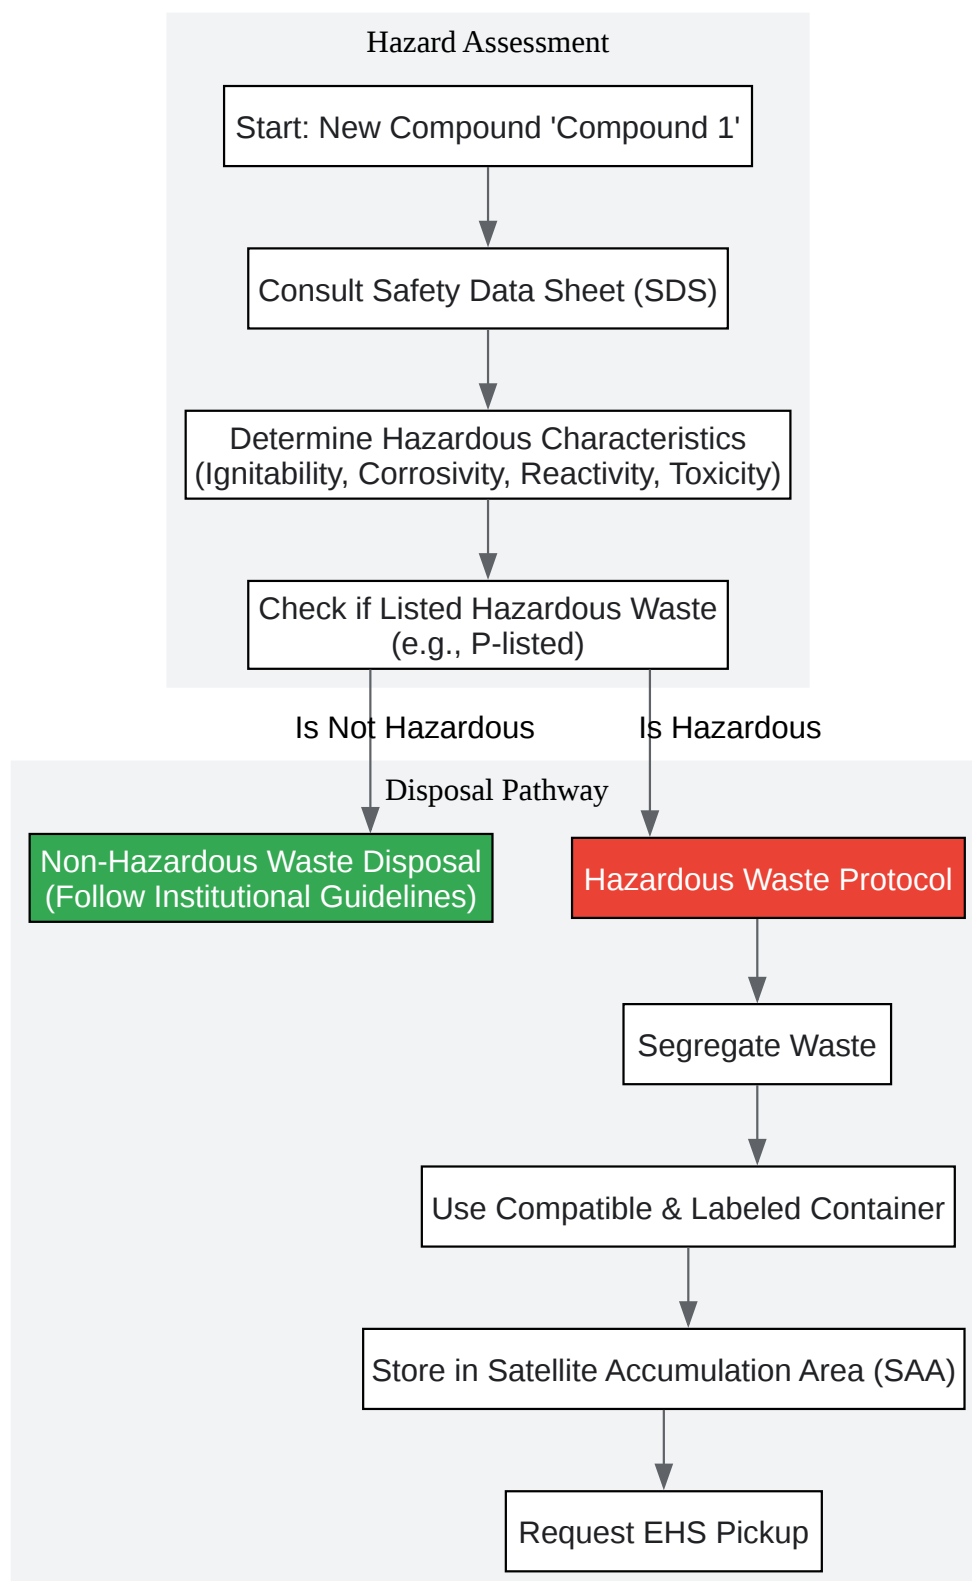 Hazard Assessment
Start: New Compound 'Compound 1'
Consult Safety Data Sheet (SDS)
Determine Hazardous Characteristics
(Ignitability, Corrosivity, Reactivity, Toxicity)
Check if Listed Hazardous Waste
(e.g., P-listed)
Is Not Hazardous
Is Hazardous
Disposal Pathway
Non-Hazardous Waste Disposal
(Follow Institutional Guidelines)
Hazardous Waste Protocol
Segregate Waste
Use Compatible & Labeled Container
Store in Satellite Accumulation Area (SAA)
Request EHS Pickup